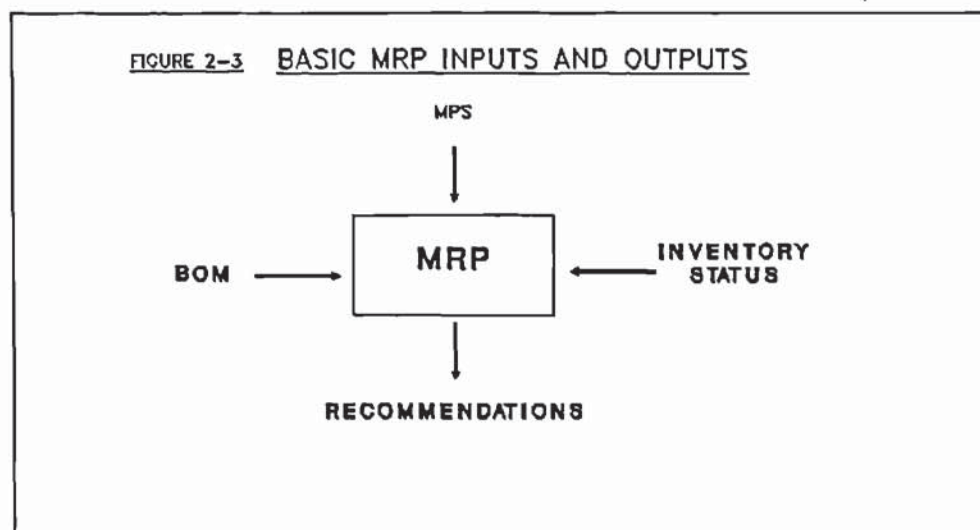 FIGURE 2-3 BASIC MRP INPUTS AND OUTPUTS
MPS
BOM
MRP
INVENTORY
STATUS
RECOMMENDATIONS